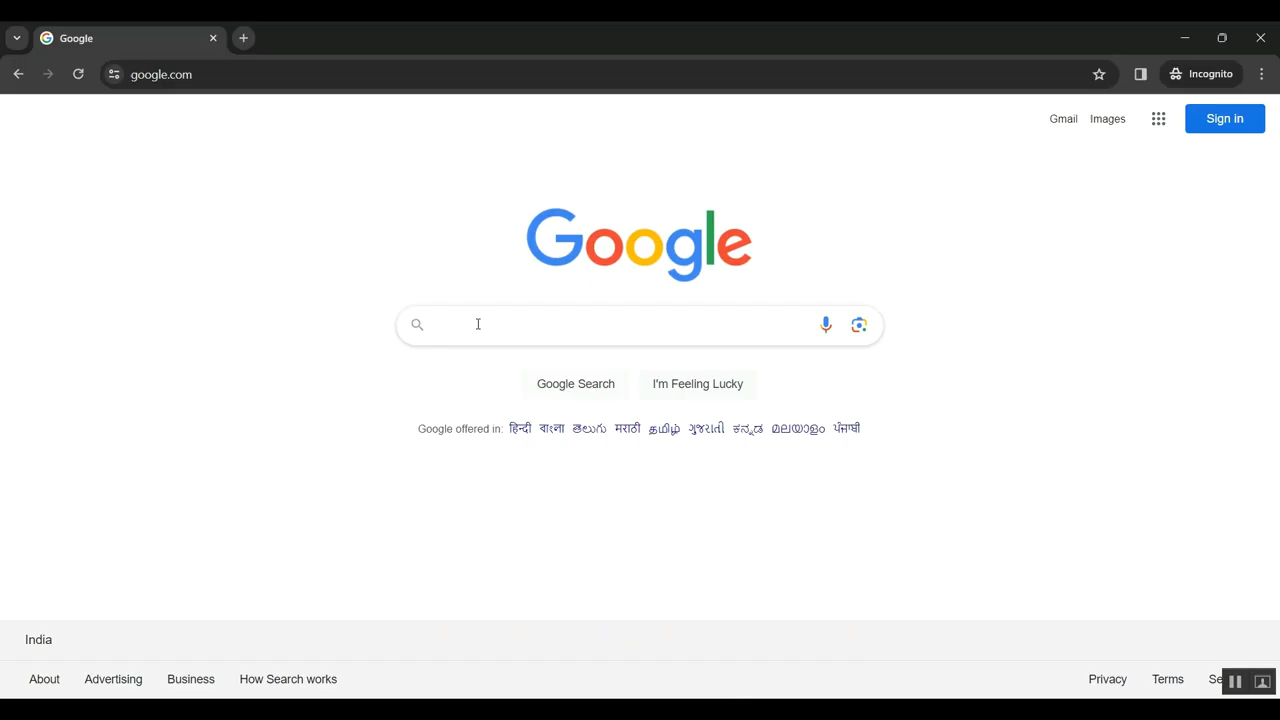 Google
google.com
Incognito
Gmail Images Sign in
Google
Google Search I'm Feeling Lucky
Google offered in: हिन्दी বাংলা తెలుగు मराठी தமிழ் ગુજરાતી ಕನ್ನಡ മലയാളം ਪੰਜਾਬੀ
India
About Advertising Business How Search works Privacy Terms Se